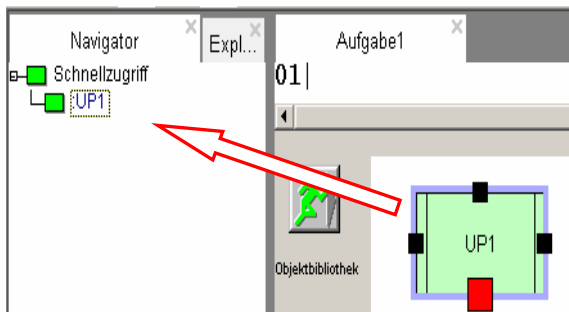 Navigator
Expl...
Aufgabe1
Schnellzugriff
:UP1
01
Objektbibliothek
UP1